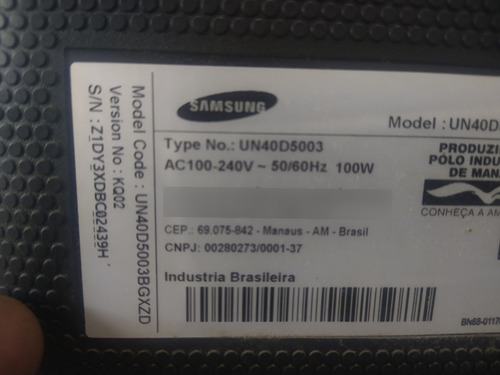 SAMSUNG
Model : UN40D
Type No.: UN40D5003
AC100-240V ~ 50/60Hz 100W
CEP.: 69.075-842 - Manaus - AM - Brasil
CNPJ: 00280273/0001-37
Industria Brasileira
PRODUZI
PÓLO INDU
DE MANA
CONHEÇA A AM
BN68-0117
Model Code : UN40D5003BGXZD
Version No : KQ02
S/N : Z1DY3XDBC02439H